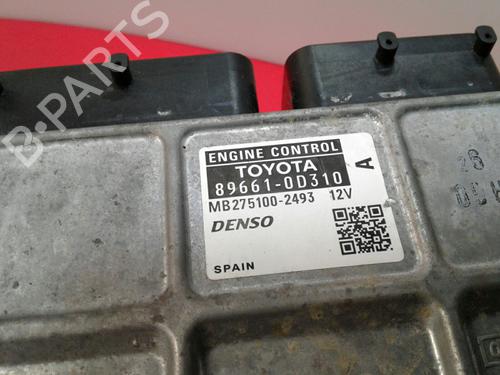 B-PARTS
ENGINE CONTROL
TOYOTA
89661-0D310
A
MB275100-2493 12V
DENSO
SPAIN